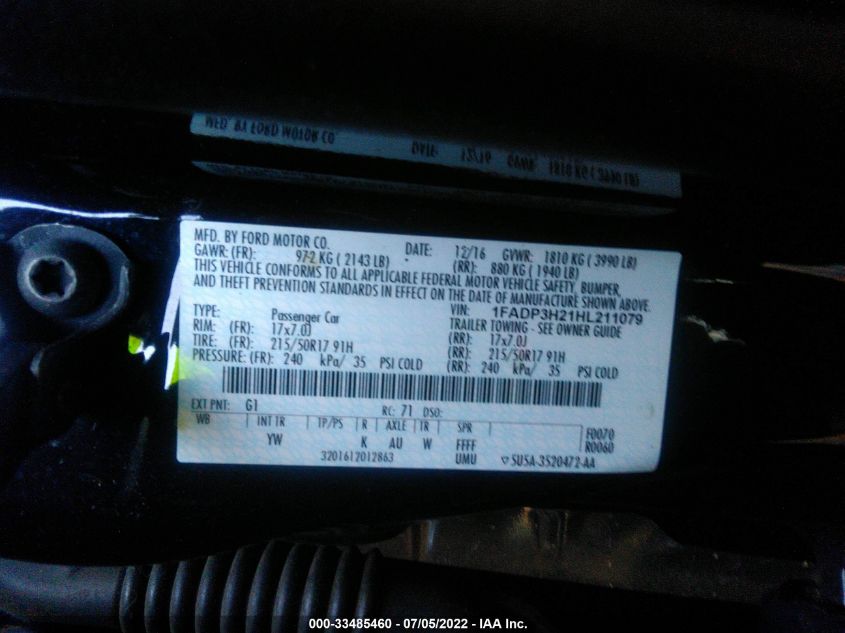 MFD. BY FORD MOTOR CO. DATE: 12/16 GVWR: 1810 KG ( 3990 LB)
GAWR: (FR): 972 KG ( 2143 LB) (RR): 880 KG ( 1940 LB)
THIS VEHICLE CONFORMS TO ALL APPLICABLE FEDERAL MOTOR VEHICLE SAFETY, BUMPER,
AND THEFT PREVENTION STANDARDS IN EFFECT ON THE DATE OF MANUFACTURE SHOWN ABOVE.
VIN: 1FADP3H21HL211079
TYPE: Passenger Car TRAILER TOWING - SEE OWNER GUIDE
RIM: (FR): 17x7.0J (RR): 17x7.0J
TIRE: (FR): 215/50R17 91H (RR): 215/50R17 91H
PRESSURE: (FR): 240 kPa/ 35 PSI COLD (RR): 240 kPa/ 35 PSI COLD
EXT PNT: G1 RC: 71 DSO:
WB INT TR TP/PS R AXLE TR SPR F0070
YW K AU W FFFF R0060
3201612012863 UMU ▽ 5U5A-3520472-AA
000-33485460 - 07/05/2022 - IAA Inc.